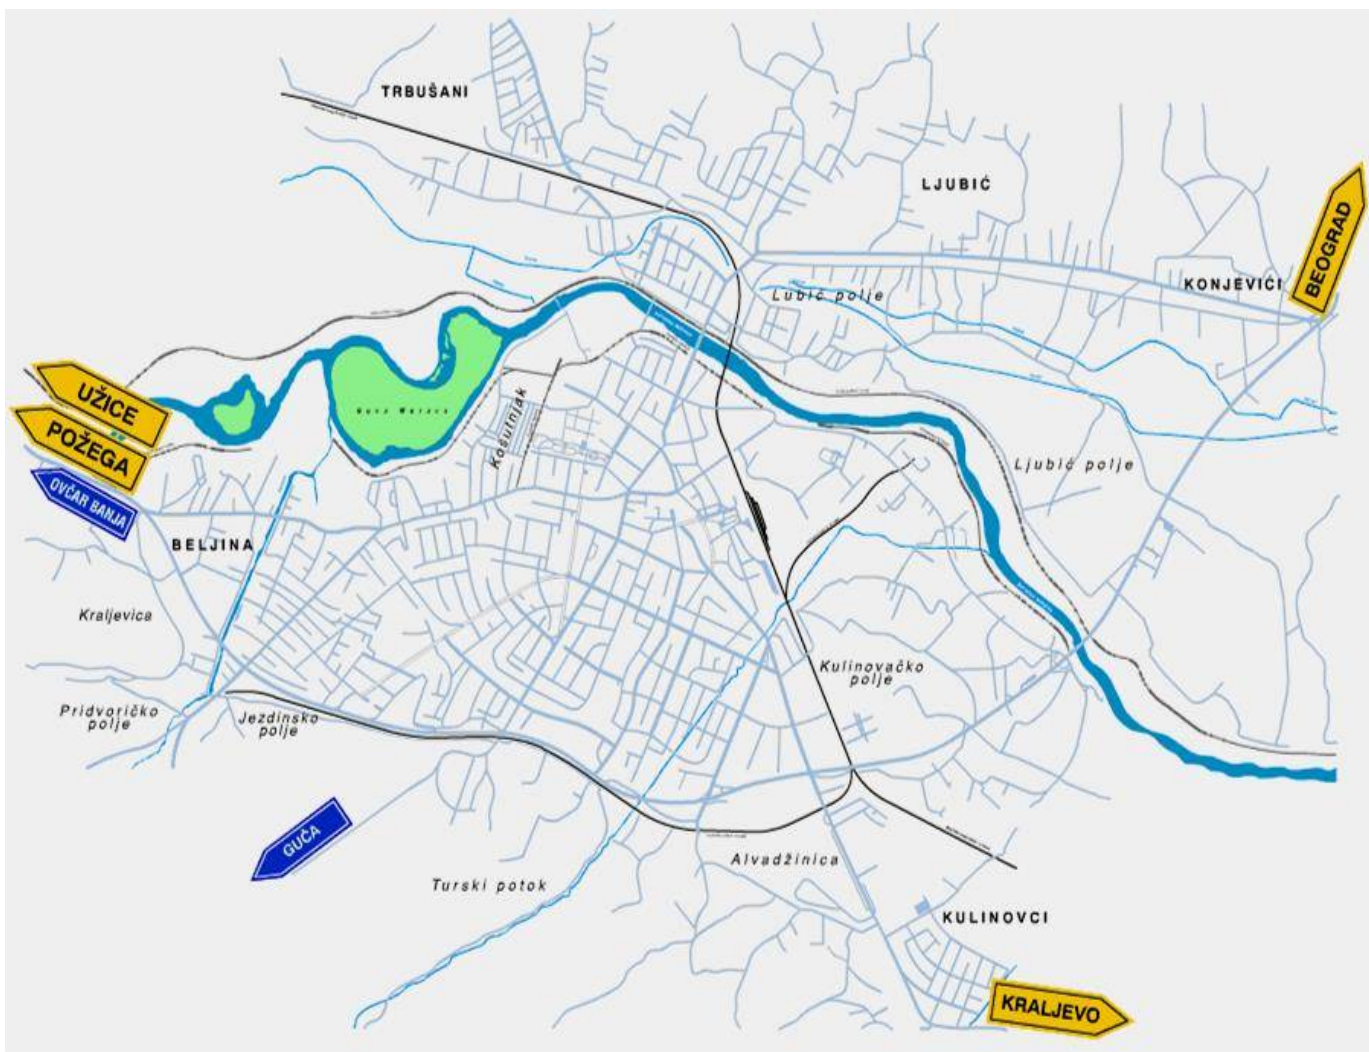 TRBUŠANI
LJUBIĆ
BEOGRAD
KONJEVIĆI
Lubić polje
UŽICE
POŽEGA
OVČAR BANJA
Košutnjak
Ljubić polje
BELJINA
Kraljevica
Kulinovačko
polje
Pridvoričko
polje
Jezdinsko
polje
GUČA
Alvadžinica
Turski potok
KULINOVCI
KRALJEVO